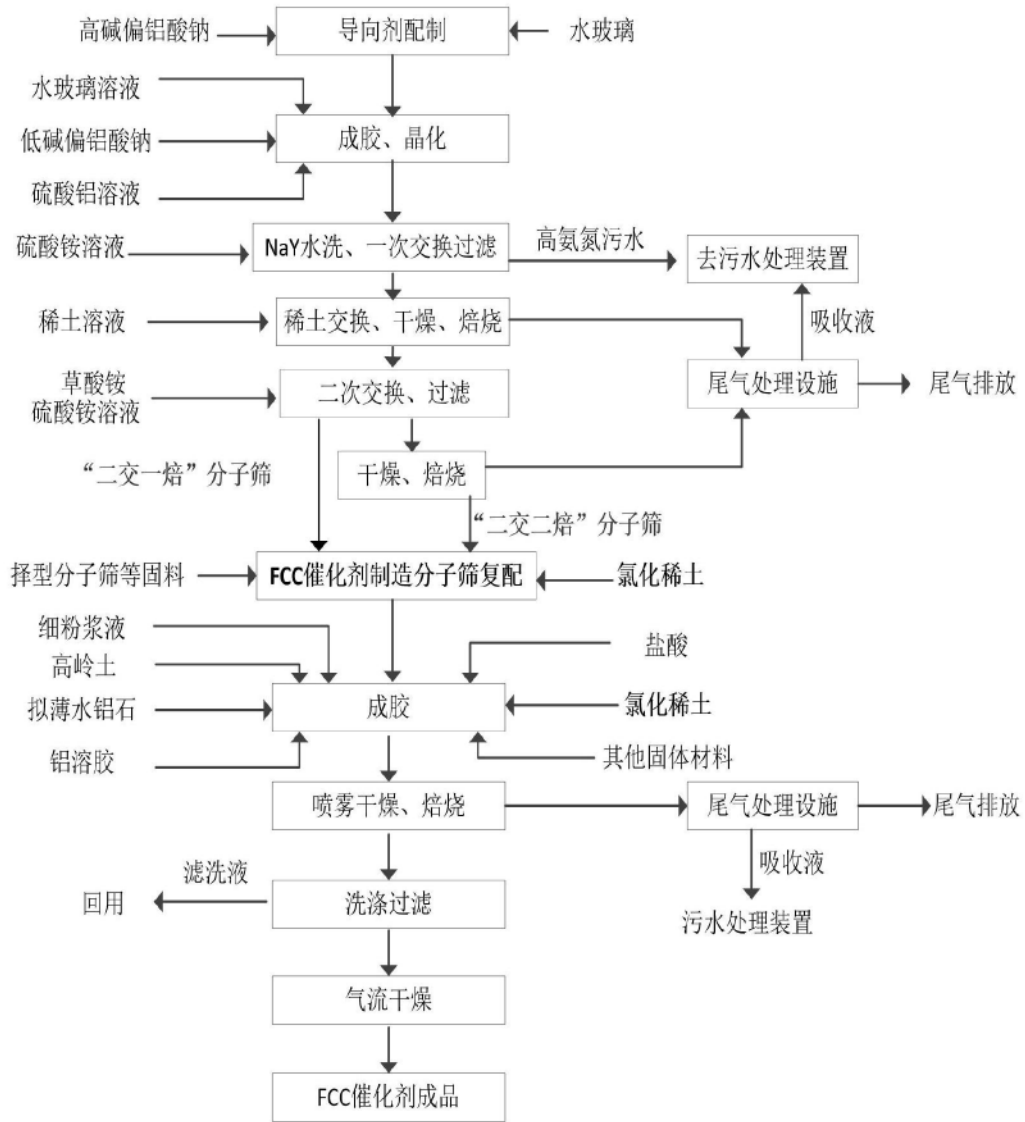 高碱偏铝酸钠
导向剂配制
水玻璃
水玻璃溶液
低碱偏铝酸钠
成胶、晶化
硫酸铝溶液
硫酸铵溶液
NaY水洗、一次交换过滤
高氨氮污水
去污水处理装置
稀土溶液
稀土交换、干燥、焙烧
吸收液
草酸铵
硫酸铵溶液
二次交换、过滤
尾气处理设施
尾气排放
“二交一焙”分子筛
干燥、焙烧
“二交二焙”分子筛
择型分子筛等固料
FCC催化剂制造分子筛复配
氯化稀土
细粉浆液
盐酸
高岭土
拟薄水铝石
成胶
氯化稀土
铝溶胶
其他固体材料
喷雾干燥、焙烧
尾气处理设施
尾气排放
滤洗液
吸收液
回用
洗涤过滤
污水处理装置
气流干燥
FCC催化剂成品